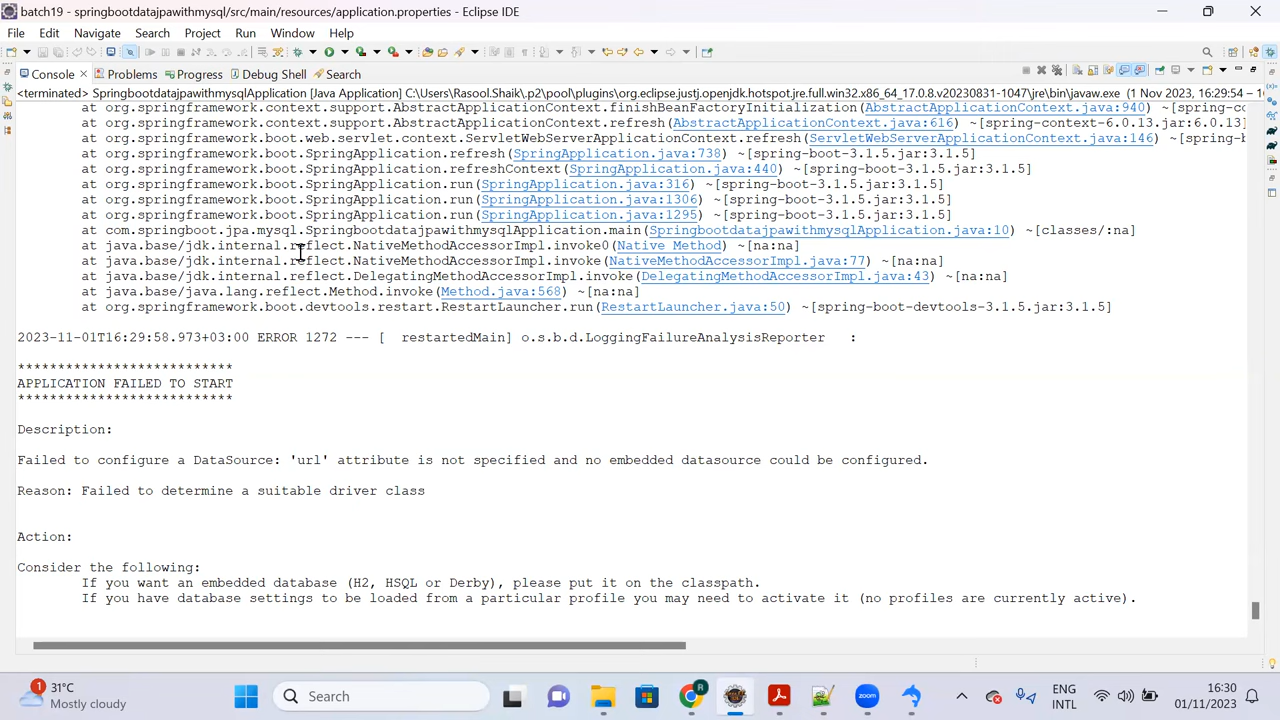 batch19 - springbootdatajpawithmysql/src/main/resources/application.properties - Eclipse IDE
File Edit Navigate Search Project Run Window Help
Console Problems Progress Debug Shell Search
<terminated> SpringbootdatajpawithmysqlApplication [Java Application] C:\Users\Rasool.Shaik\.p2\pool\plugins\org.eclipse.justj.openjdk.hotspot.jre.full.win32.x86_64_17.0.8.v20230831-1047\jre\bin\javaw.exe (1 Nov 2023, 16:29:54 –
at org.springframework.context.support.AbstractApplicationContext.finishBeanFactoryInitialization(AbstractApplicationContext.java:940) ~[spring-co
at org.springframework.context.support.AbstractApplicationContext.refresh(AbstractApplicationContext.java:616) ~[spring-context-6.0.13.jar:6.0.13]
at org.springframework.boot.web.servlet.context.ServletWebServerApplicationContext.refresh(ServletWebServerApplicationContext.java:146) ~[spring-b
at org.springframework.boot.SpringApplication.refresh(SpringApplication.java:738) ~[spring-boot-3.1.5.jar:3.1.5]
at org.springframework.boot.SpringApplication.refreshContext(SpringApplication.java:440) ~[spring-boot-3.1.5.jar:3.1.5]
at org.springframework.boot.SpringApplication.run(SpringApplication.java:316) ~[spring-boot-3.1.5.jar:3.1.5]
at org.springframework.boot.SpringApplication.run(SpringApplication.java:1306) ~[spring-boot-3.1.5.jar:3.1.5]
at org.springframework.boot.SpringApplication.run(SpringApplication.java:1295) ~[spring-boot-3.1.5.jar:3.1.5]
at com.springboot.jpa.mysql.SpringbootdatajpawithmysqlApplication.main(SpringbootdatajpawithmysqlApplication.java:10) ~[classes/:na]
at java.base/jdk.internal.reflect.NativeMethodAccessorImpl.invoke0(Native Method) ~[na:na]
at java.base/jdk.internal.reflect.NativeMethodAccessorImpl.invoke(NativeMethodAccessorImpl.java:77) ~[na:na]
at java.base/jdk.internal.reflect.DelegatingMethodAccessorImpl.invoke(DelegatingMethodAccessorImpl.java:43) ~[na:na]
at java.base/java.lang.reflect.Method.invoke(Method.java:568) ~[na:na]
at org.springframework.boot.devtools.restart.RestartLauncher.run(RestartLauncher.java:50) ~[spring-boot-devtools-3.1.5.jar:3.1.5]
2023-11-01T16:29:58.973+03:00 ERROR 1272 --- [  restartedMain] o.s.b.d.LoggingFailureAnalysisReporter   :
***************************
APPLICATION FAILED TO START
***************************
Description:
Failed to configure a DataSource: 'url' attribute is not specified and no embedded datasource could be configured.
Reason: Failed to determine a suitable driver class
Action:
Consider the following:
If you want an embedded database (H2, HSQL or Derby), please put it on the classpath.
If you have database settings to be loaded from a particular profile you may need to activate it (no profiles are currently active).
1
31°C
Mostly cloudy
Search
R
zoom
ENG
INTL
16:30
01/11/2023